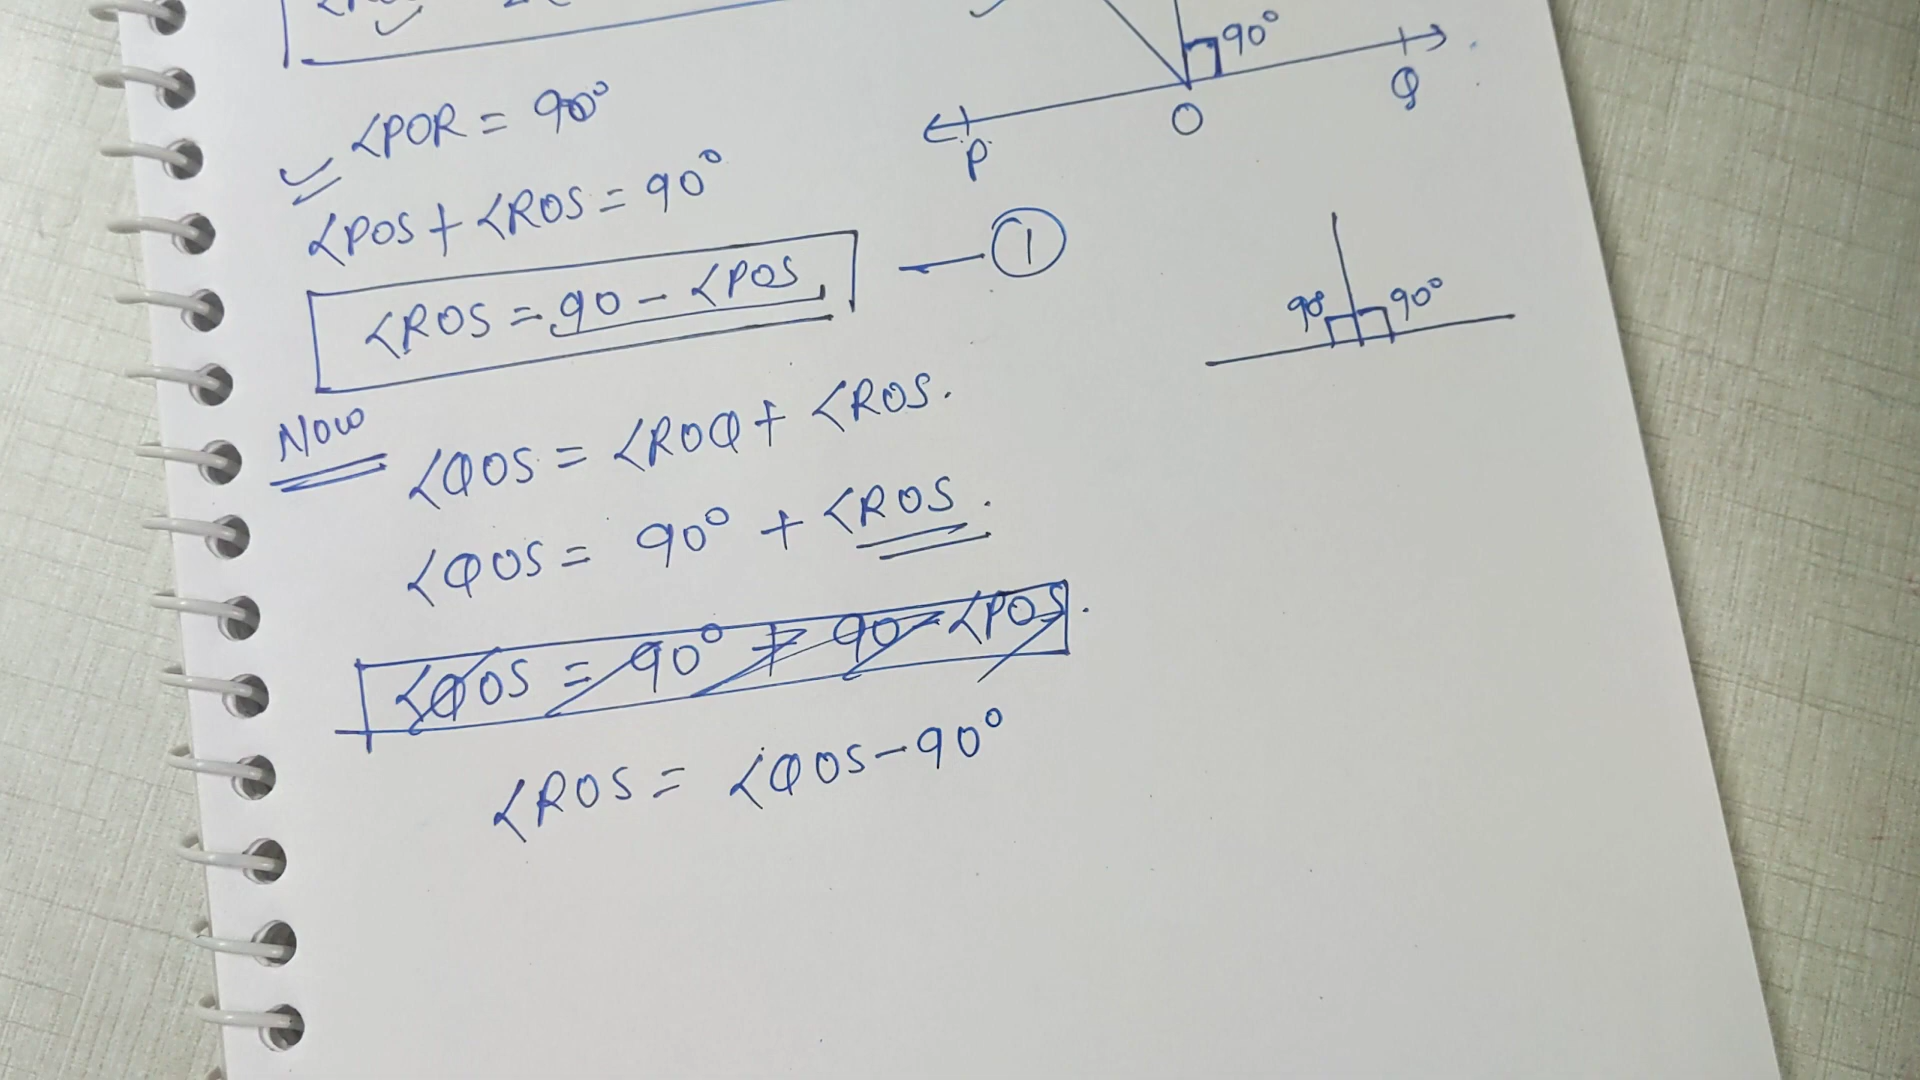 ∠POR = 90°
∠POS + ∠ROS = 90°
∠ROS = 90 - ∠POS — 1
Now ∠QOS = ∠ROQ + ∠ROS.
∠QOS = 90° + ∠ROS.
∠QOS = 90° + 90 - ∠POS.
∠ROS = ∠QOS - 90°
90°
P O Q
90° 90°